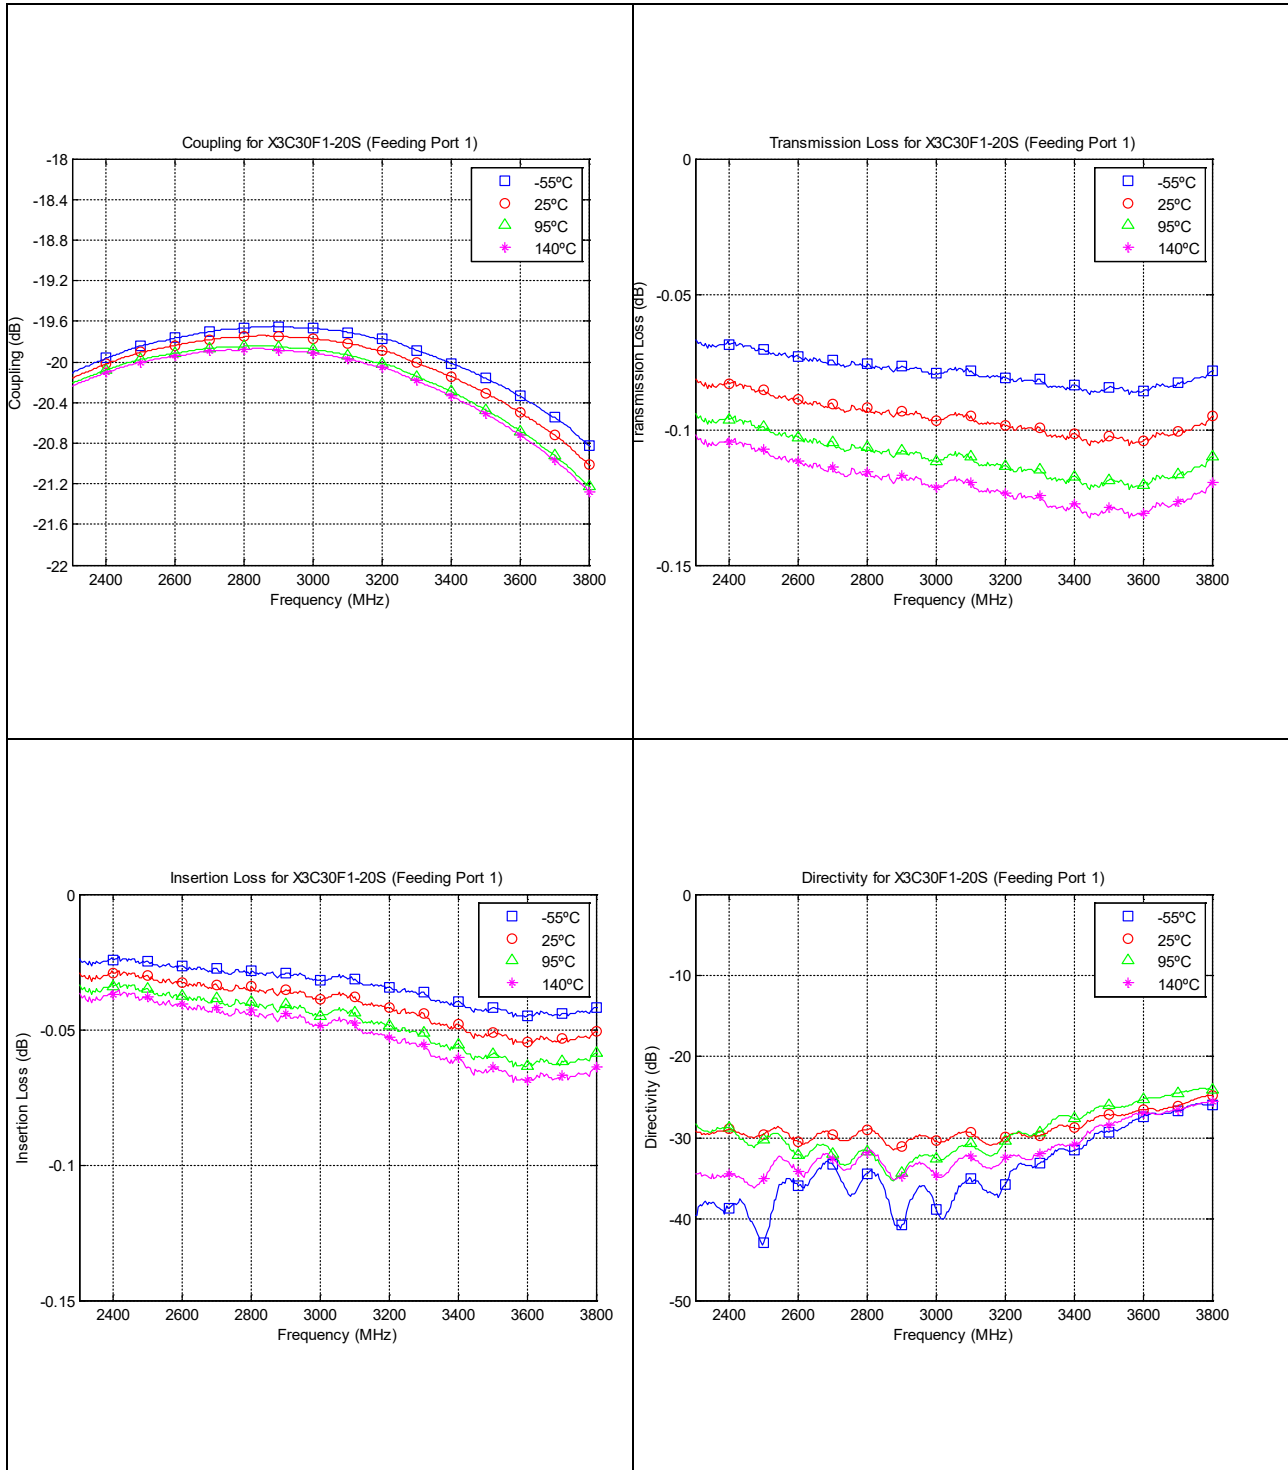 Coupling for X3C30F1-20S (Feeding Port 1)
-18
-18.4
-18.8
-19.2
-19.6
-20
-20.4
-20.8
-21.2
-21.6
-22
Coupling (dB)
-55ºC
25ºC
95ºC
140ºC
2400 2600 2800 3000 3200 3400 3600 3800
Frequency (MHz)
Transmission Loss for X3C30F1-20S (Feeding Port 1)
0
-0.05
-0.1
-0.15
Transmission Loss (dB)
-55ºC
25ºC
95ºC
140ºC
2400 2600 2800 3000 3200 3400 3600 3800
Frequency (MHz)
Insertion Loss for X3C30F1-20S (Feeding Port 1)
0
-0.05
-0.1
-0.15
Insertion Loss (dB)
-55ºC
25ºC
95ºC
140ºC
2400 2600 2800 3000 3200 3400 3600 3800
Frequency (MHz)
Directivity for X3C30F1-20S (Feeding Port 1)
0
-10
-20
-30
-40
-50
Directivity (dB)
-55ºC
25ºC
95ºC
140ºC
2400 2600 2800 3000 3200 3400 3600 3800
Frequency (MHz)